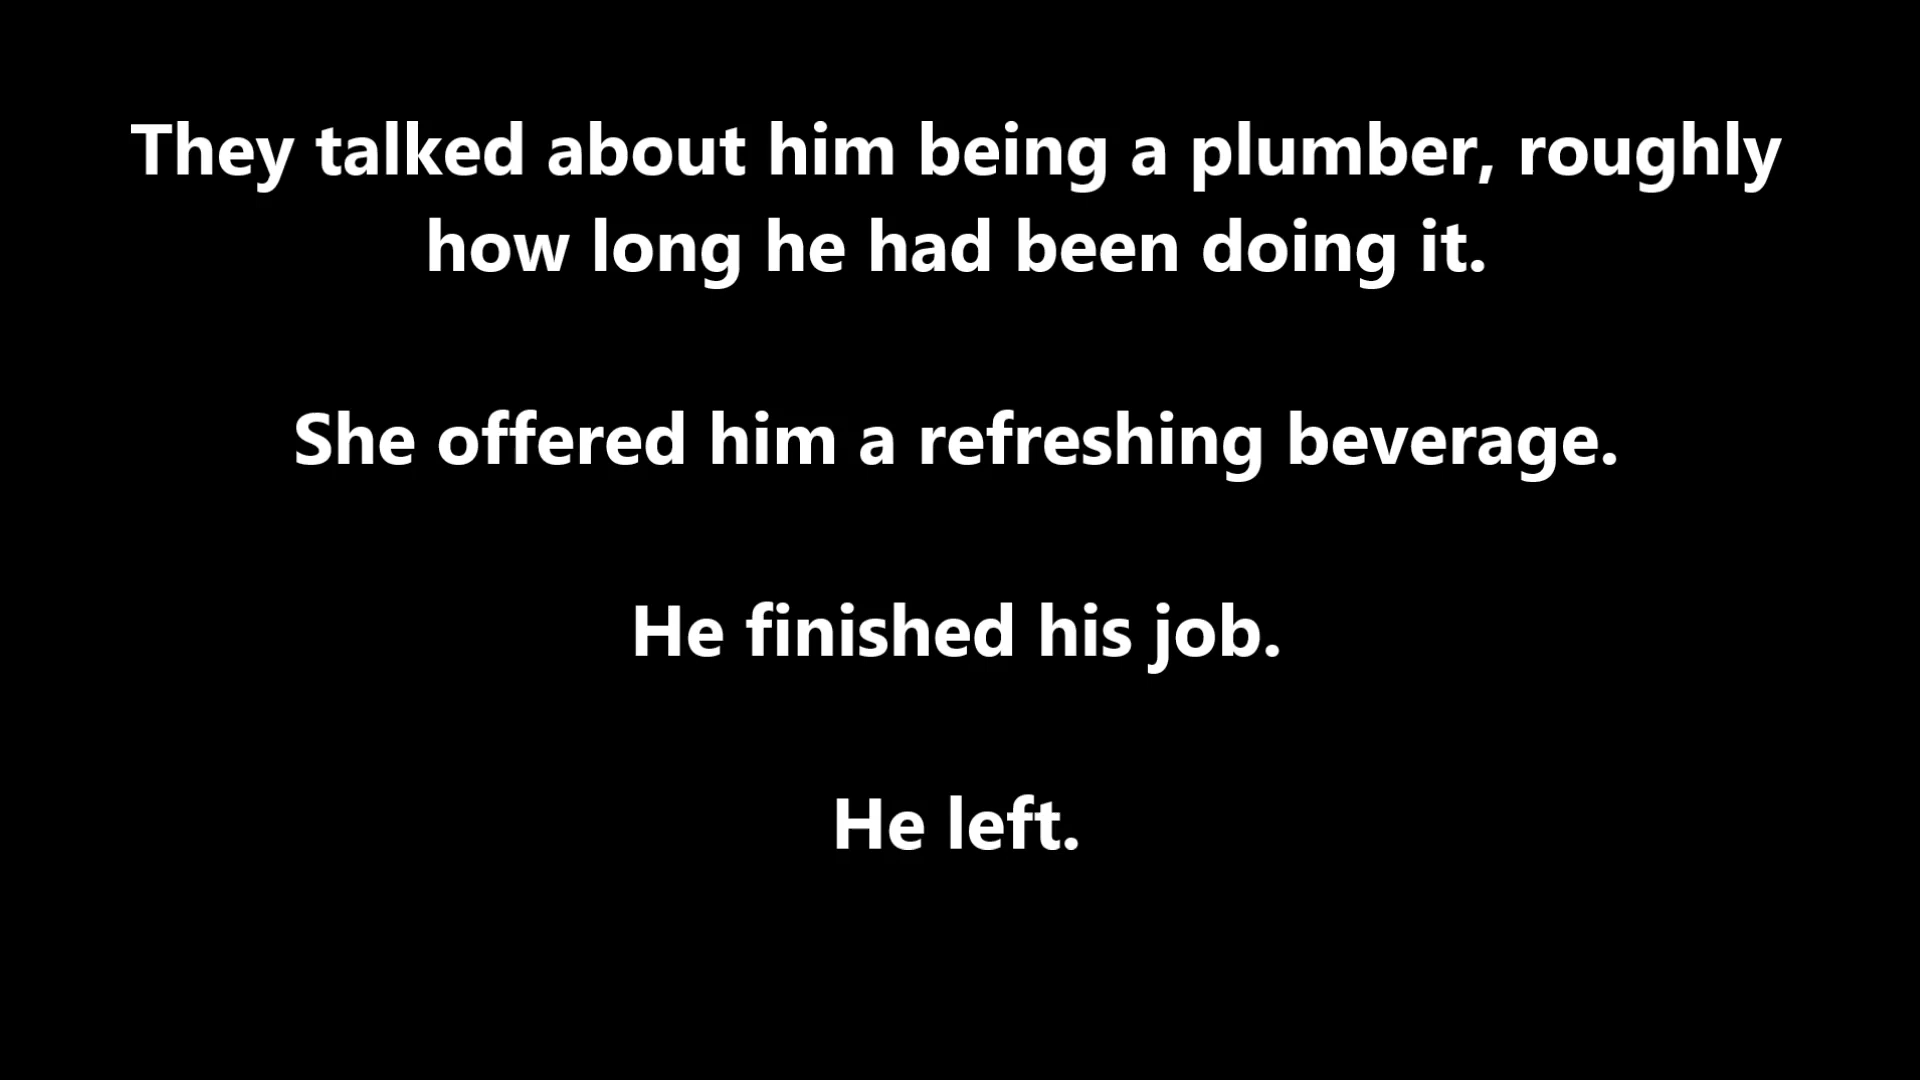 They talked about him being a plumber, roughly
how long he had been doing it.
She offered him a refreshing beverage.
He finished his job.
He left.